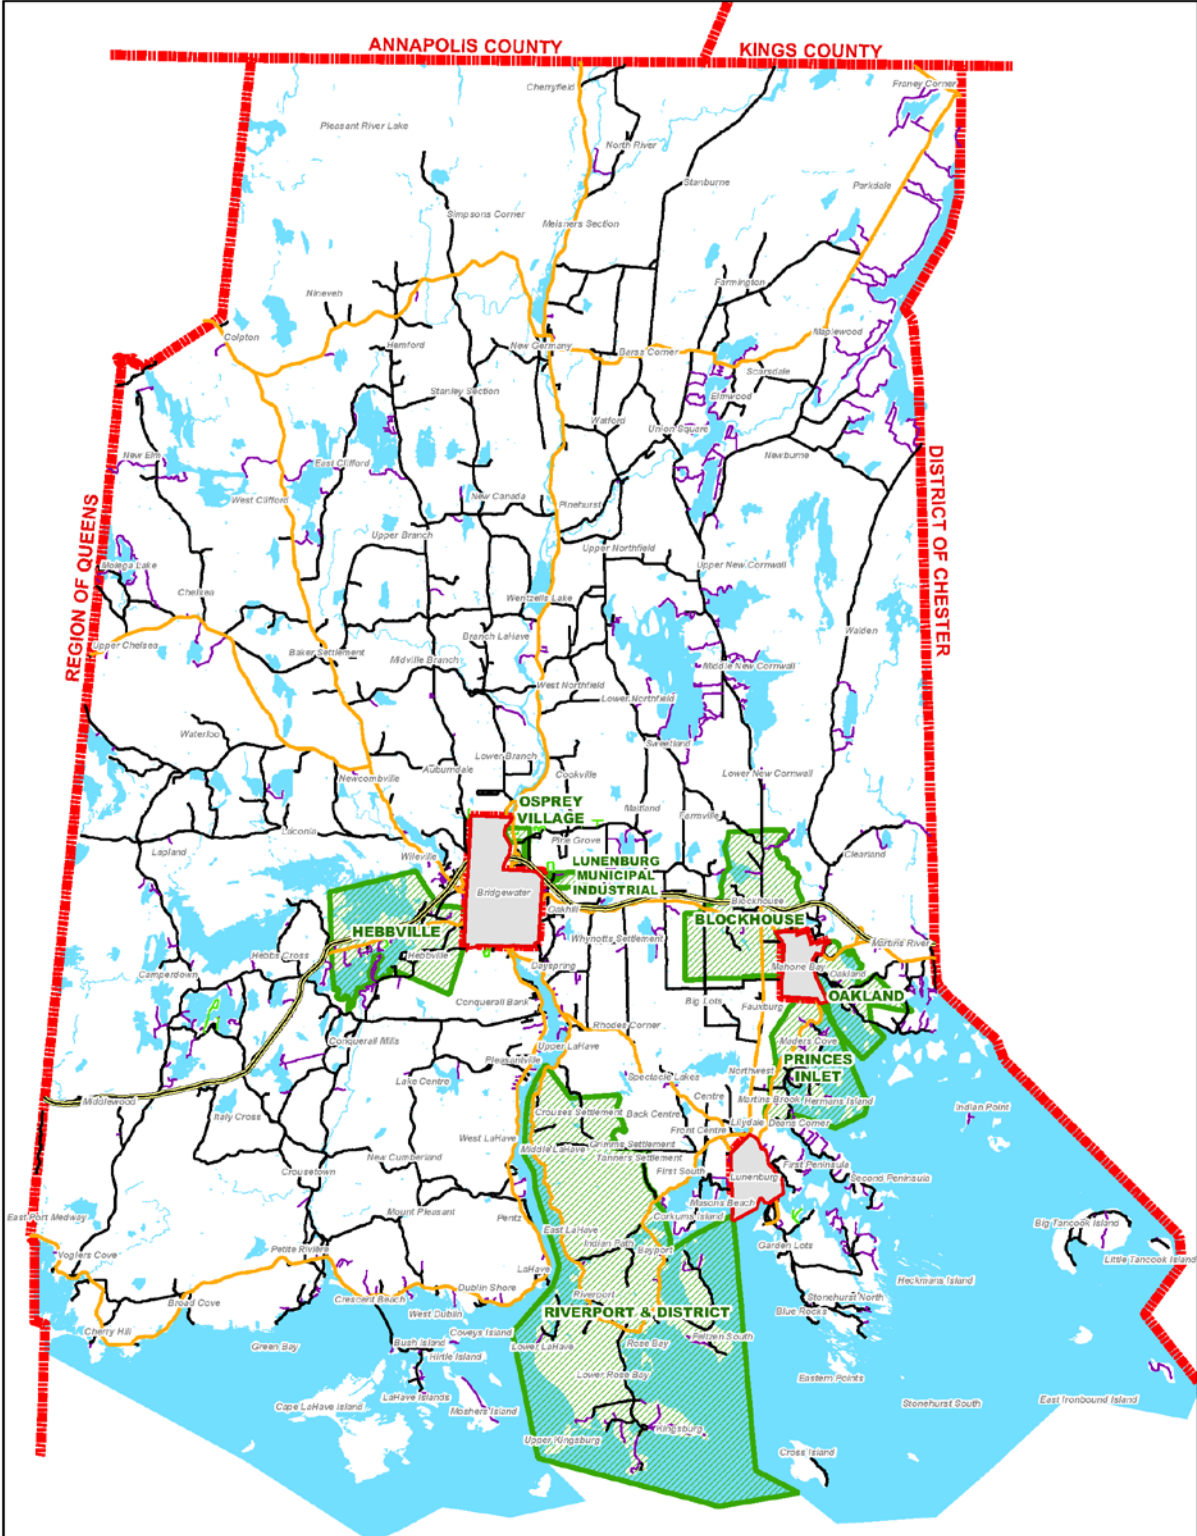 ANNAPOLIS COUNTY
KINGS COUNTY
Cherryfield
Franey Corner
Pleasant River Lake
North River
Stanburne
Parkdale
Simpsons Corner
Meisners Section
Farmington
Nineveh
Colpton
Hemford
New Germany
Barss Corner
Maplewood
Scarsdale
Stanley Section
Elmwood
Watford
Union Square
New Elm
East Clifford
Newburne
West Clifford
New Canada
Pinehurst
DISTRICT OF CHESTER
REGION OF QUEENS
Upper Branch
Upper Northfield
Molega Lake
Upper New Cornwall
Chelsea
Wentzells Lake
Walden
Upper Chelsea
Branch LaHave
Baker Settlement
Midville Branch
Middle New Cornwall
West Northfield
Lower Northfield
Waterloo
Sweetland
Lower Branch
Auburndale
Cookville
Lower New Cornwall
Newcombville
OSPREY
VILLAGE
Maitland
Farmville
Laconia
Pine Grove
Lapland
Wileville
LUNENBURG
MUNICIPAL
INDUSTRIAL
Clearland
Bridgewater
Oakhill
Blockhouse
BLOCKHOUSE
HEBBVILLE
Whynotts Settlement
Martins River
Hebbs Cross
Hebbville
Dayspring
Mahone Bay
Oakland
Camperdown
OAKLAND
Conquerall Bank
Big Lots
Fauxburg
Rhodes Corner
Conquerall Mills
Upper LaHave
Maders Cove
Pleasantville
PRINCES
INLET
Lake Centre
Spectacle Lakes
Northwest
Middlewood
Centre
Martins Brook
Hermans Island
Indian Point
Italy Cross
Crouses Settlement
Back Centre
Lilydale
Deans Corner
Front Centre
West LaHave
Middle LaHave
Grimms Settlement
Tanners Settlement
New Cumberland
First Peninsula
Crousetown
First South
Lunenburg
Second Peninsula
Masons Beach
East Port Medway
Mount Pleasant
Pentz
Corkums Island
Big Tancook Island
East LaHave
Indian Path
Bayport
Garden Lots
Voglers Cove
Petite Riviere
Little Tancook Island
LaHave
Heckmans Island
Dublin Shore
Riverport
Stonehurst North
Broad Cove
Crescent Beach
West Dublin
RIVERPORT & DISTRICT
Blue Rocks
Cherry Hill
Coveys Island
Feltzen South
Green Bay
Bush Island
Lower LaHave
Rose Bay
Hirtle Island
Lower Rose Bay
Eastern Points
LaHave Islands
Cape LaHave Island
Moshers Island
Stonehurst South
East Ironbound Island
Upper Kingsburg
Kingsburg
Cross Island